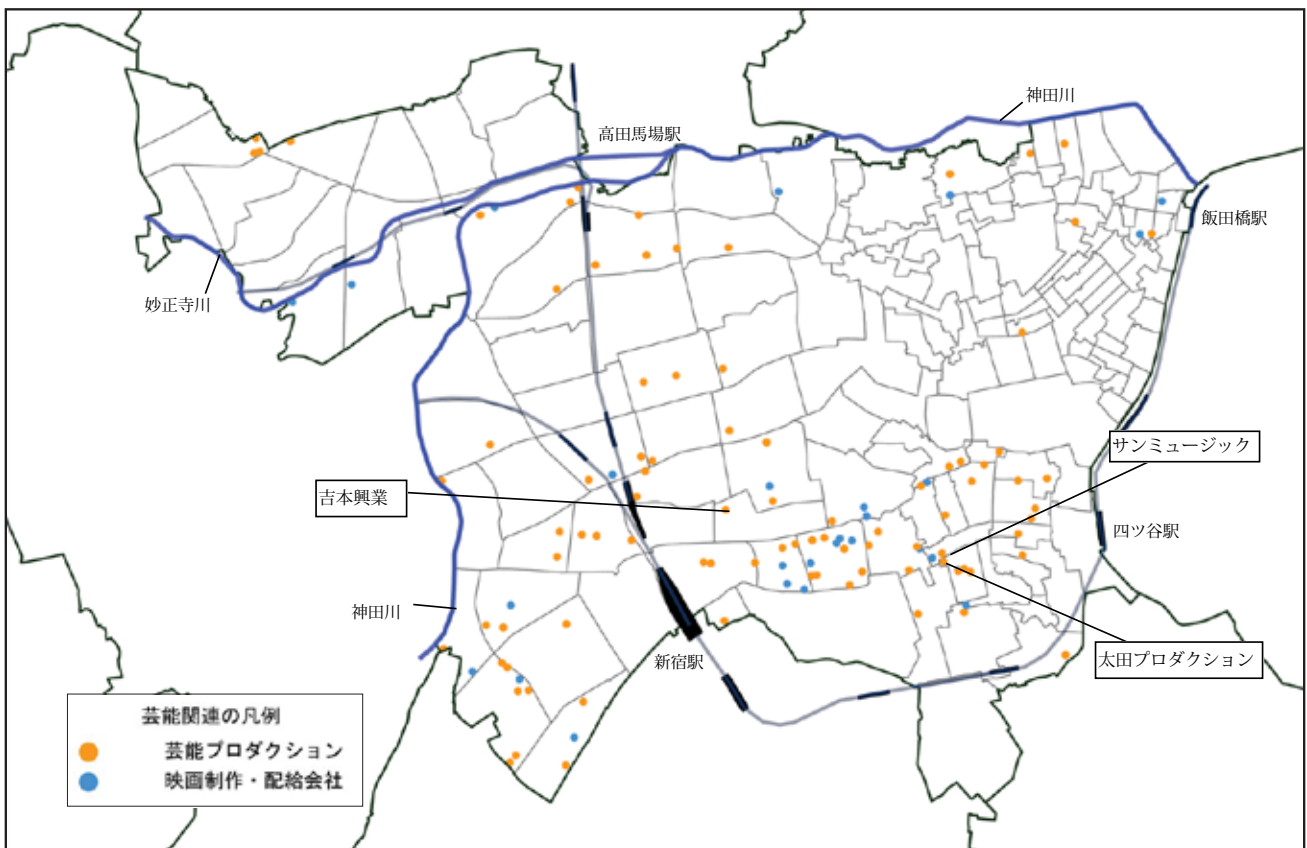 神田川
高田馬場駅
飯田橋駅
妙正寺川
サンミュージック
吉本興業
四ツ谷駅
神田川
新宿駅
太田プロダクション
芸能関連の凡例
芸能プロダクション
映画制作・配給会社